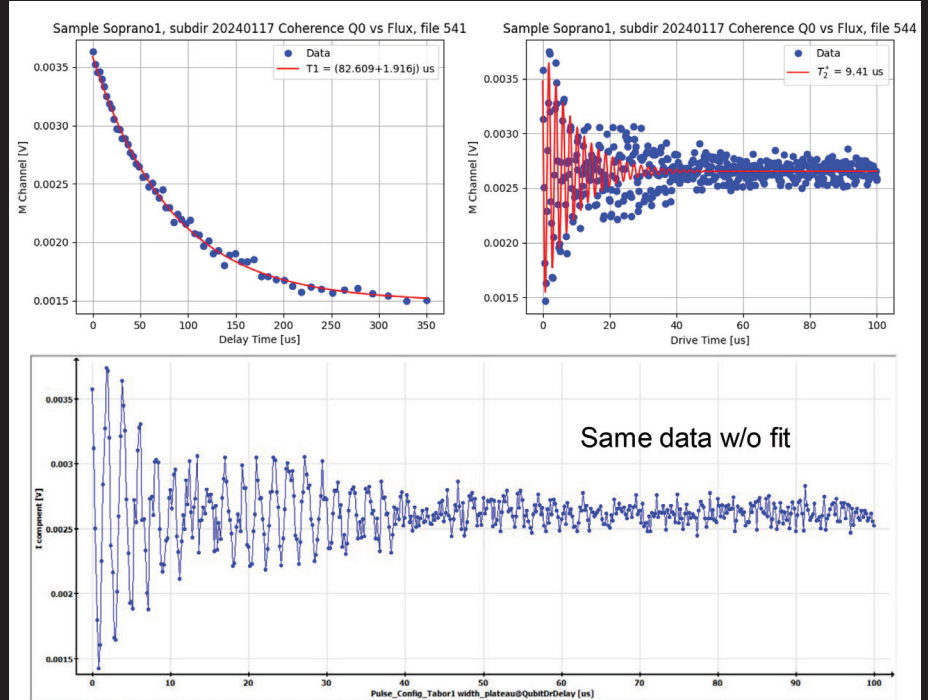 Sample Soprano1, subdir 20240117 Coherence Q0 vs Flux, file 541
Data
T1 = (82.609+1.916j) us
0.0035
0.0030
0.0025
0.0020
0.0015
M Channel [V]
0 50 100 150 200 250 300 350
Delay Time [us]
Sample Soprano1, subdir 20240117 Coherence Q0 vs Flux, file 544
Data
T₂* = 9.41 us
0.0035
0.0030
0.0025
0.0020
0.0015
M Channel [V]
0 20 40 60 80 100
Drive Time [us]
Same data w/o fit
0.0035
0.003
0.0025
0.002
0.0015
I component [V]
0 10 20 30 40 50 60 70 80 90 100
Pulse_Config_Tabor1 width_plateau@QubitDrDelay [us]